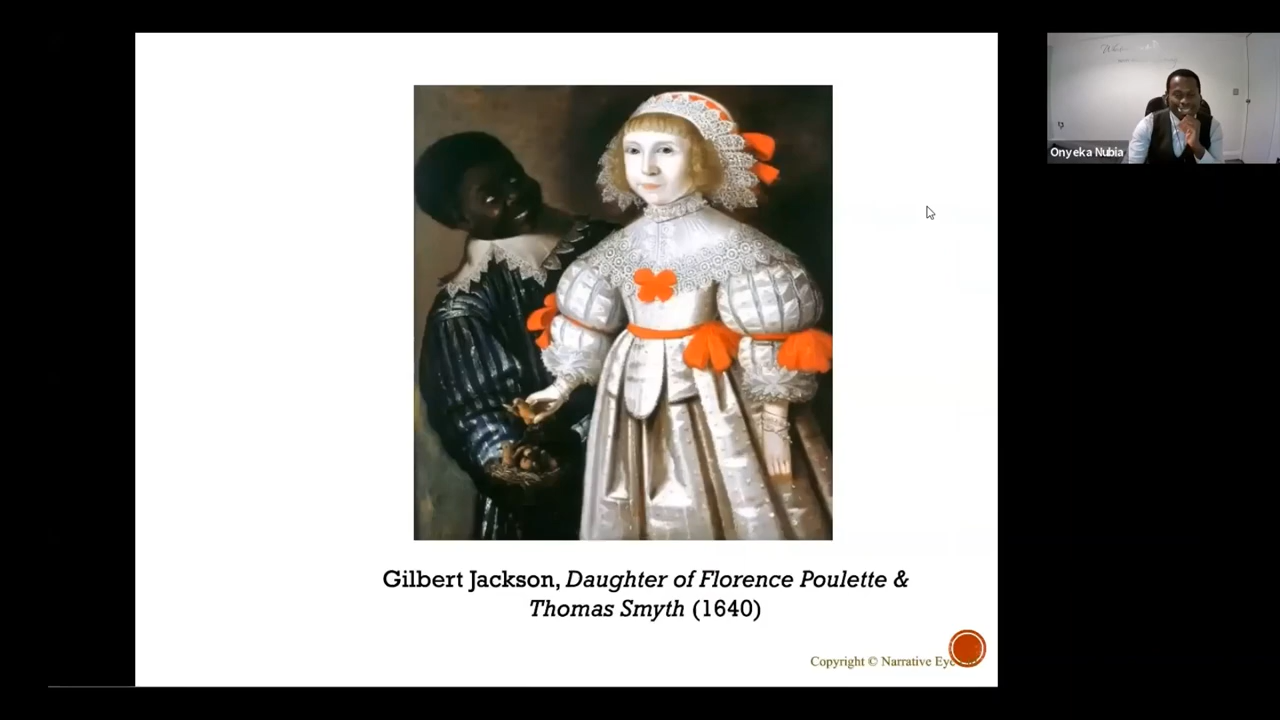 Onyeka Nubia
Gilbert Jackson, Daughter of Florence Poulette &
Thomas Smyth (1640)
Copyright © Narrative Eye